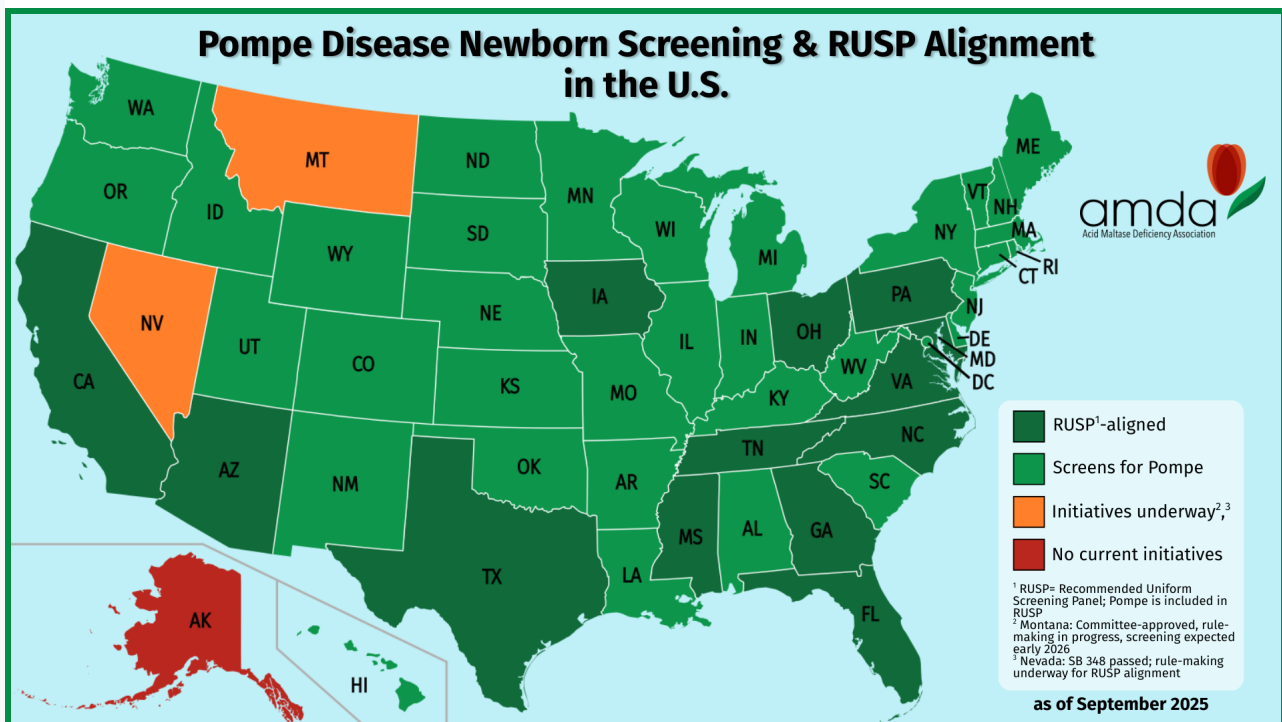 Pompe Disease Newborn Screening & RUSP Alignment
in the U.S.
WA
MT
ND
MN
ME
OR
ID
SD
WI
VT
NH
amda
Acid Maltase Deficiency Association
WY
MI
NY
MA
RI
CT
NV
UT
NE
IA
PA
NJ
CA
CO
KS
MO
IL
IN
OH
WV
VA
DE
MD
DC
KY
AZ
NM
OK
AR
TN
NC
SC
TX
LA
MS
AL
GA
FL
AK
HI
RUSP¹-aligned
Screens for Pompe
Initiatives underway²,³
No current initiatives
¹ RUSP= Recommended Uniform
Screening Panel; Pompe is included in
RUSP
² Montana: Committee-approved, rule-
making in progress, screening expected
early 2026
³ Nevada: SB 348 passed; rule-making
underway for RUSP alignment
as of September 2025